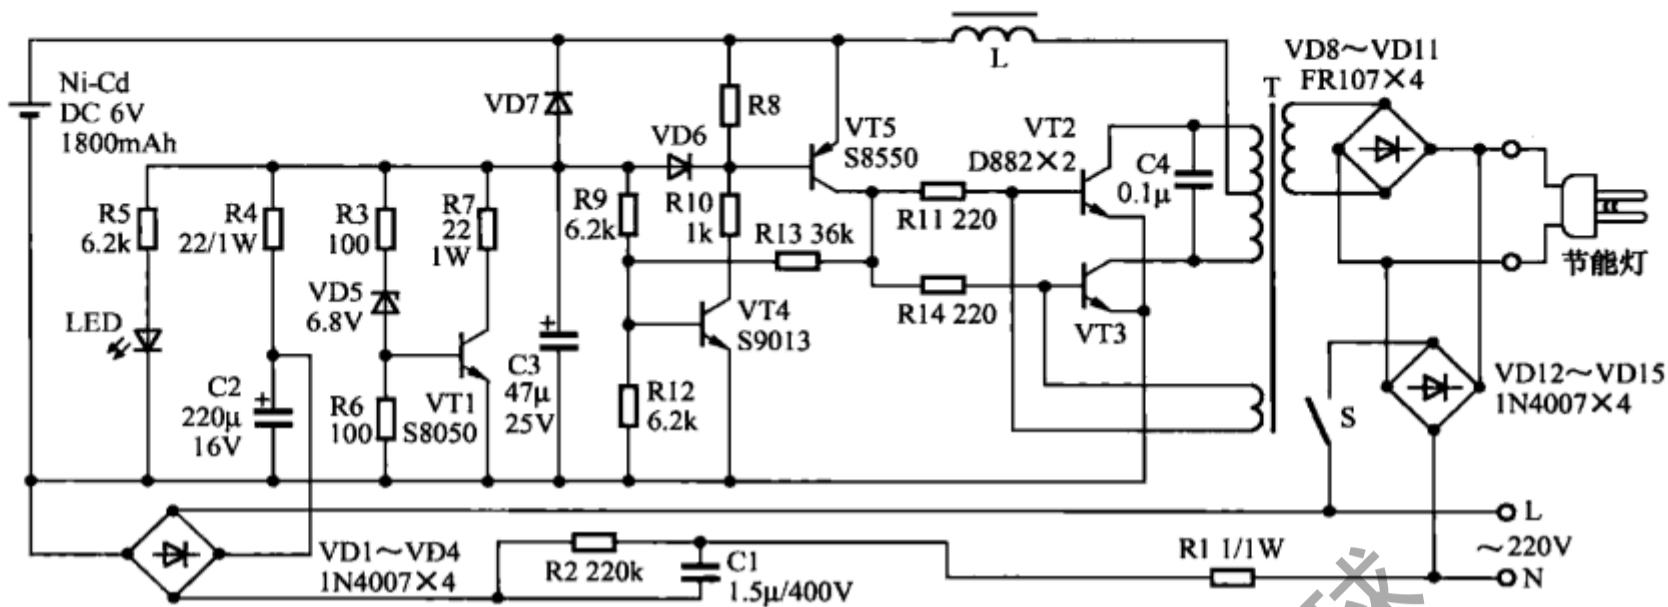 Ni-Cd
DC 6V
1800mAh
R5
6.2k
LED
R4
22/1W
C2
+
220μ
16V
R3
100
VD5
6.8V
R6
100
R7
22
1W
VT1
S8050
VD7
C3
+
47μ
25V
VD6
R8
R9
6.2k
R10
1k
R13 36k
VT4
S9013
R12
6.2k
VT5
S8550
L
R11 220
R14 220
VT2
D882×2
VT3
C4
0.1μ
T
VD8～VD11
FR107×4
节能灯
VD12～VD15
1N4007×4
S
L
～220V
N
R1 1/1W
VD1～VD4
1N4007×4
R2 220k
C1
1.5μ/400V